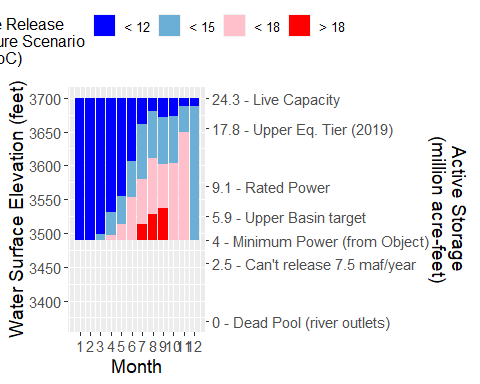 e Release
ure Scenario
oC)
< 12
< 15
< 18
> 18
Water Surface Elevation (feet)
3700
3650
3600
3550
3500
3450
3400
24.3 - Live Capacity
17.8 - Upper Eq. Tier (2019)
9.1 - Rated Power
5.9 - Upper Basin target
4 - Minimum Power (from Object)
2.5 - Can't release 7.5 maf/year
0 - Dead Pool (river outlets)
Active Storage
(million acre-feet)
1 2 3 4 5 6 7 8 9 10 11 12
Month